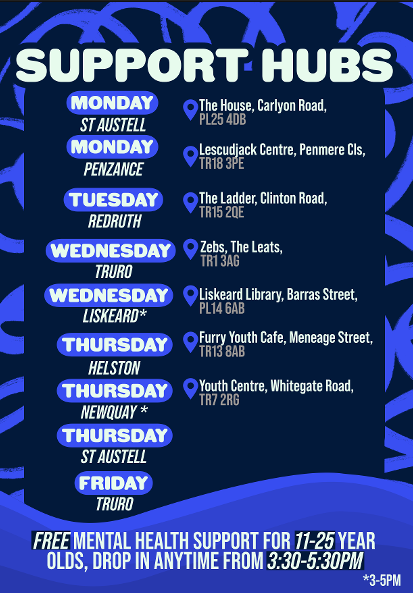 SUPPORT HUBS
MONDAY
ST AUSTELL
The House, Carlyon Road,
PL25 4DB
MONDAY
PENZANCE
Lescudjack Centre, Penmere Cls,
TR18 3PE
TUESDAY
REDRUTH
The Ladder, Clinton Road,
TR15 2QE
WEDNESDAY
TRURO
Zebs, The Leats,
TR1 3AG
WEDNESDAY
LISKEARD*
Liskeard Library, Barras Street,
PL14 6AB
THURSDAY
HELSTON
Furry Youth Cafe, Meneage Street,
TR13 8AB
THURSDAY
NEWQUAY *
Youth Centre, Whitegate Road,
TR7 2RG
THURSDAY
ST AUSTELL
FRIDAY
TRURO
FREE MENTAL HEALTH SUPPORT FOR 11-25 YEAR
OLDS, DROP IN ANYTIME FROM 3:30-5:30PM
*3-5PM